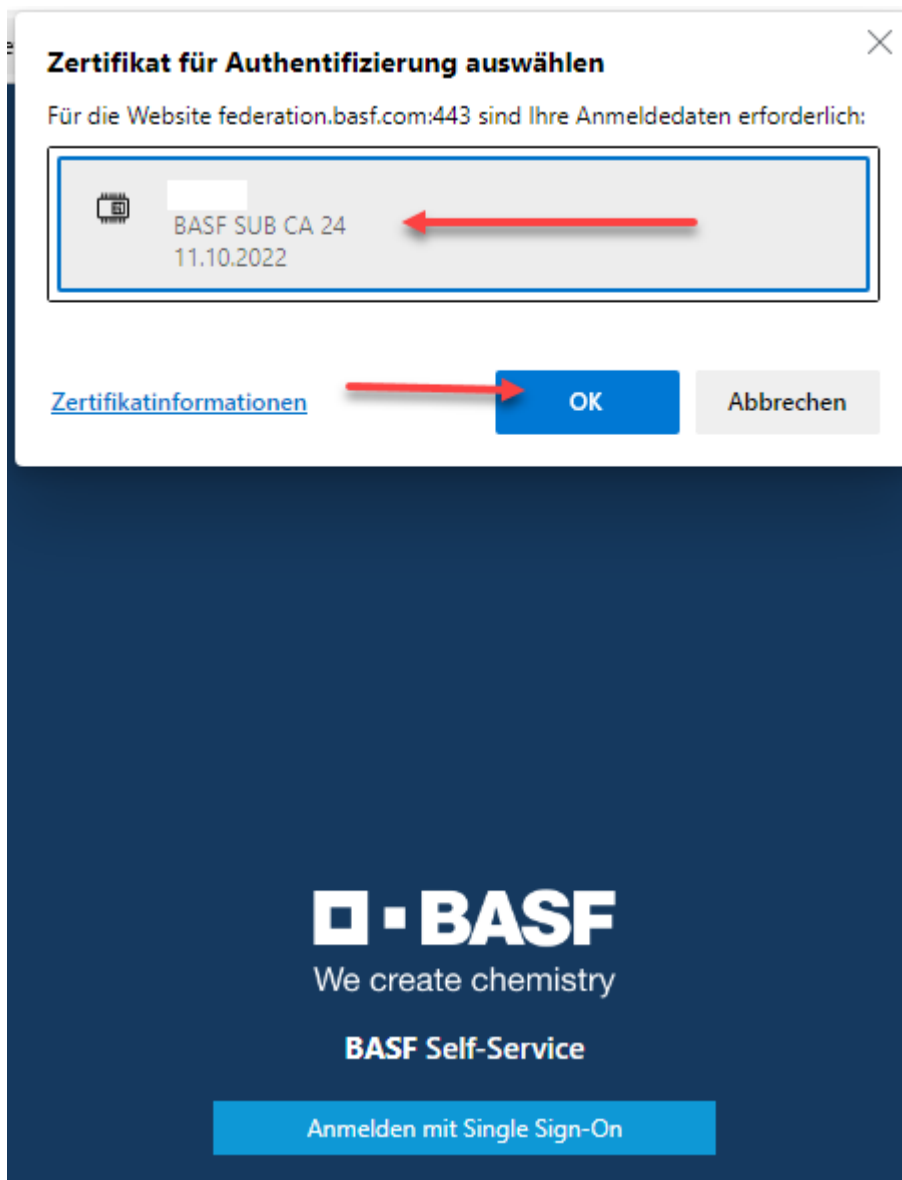 Zertifikat für Authentifizierung auswählen
Für die Website federation.basf.com:443 sind Ihre Anmeldedaten erforderlich:
BASF SUB CA 24
11.10.2022
Zertifikatinformationen
OK
Abbrechen
BASF
We create chemistry
BASF Self-Service
Anmelden mit Single Sign-On